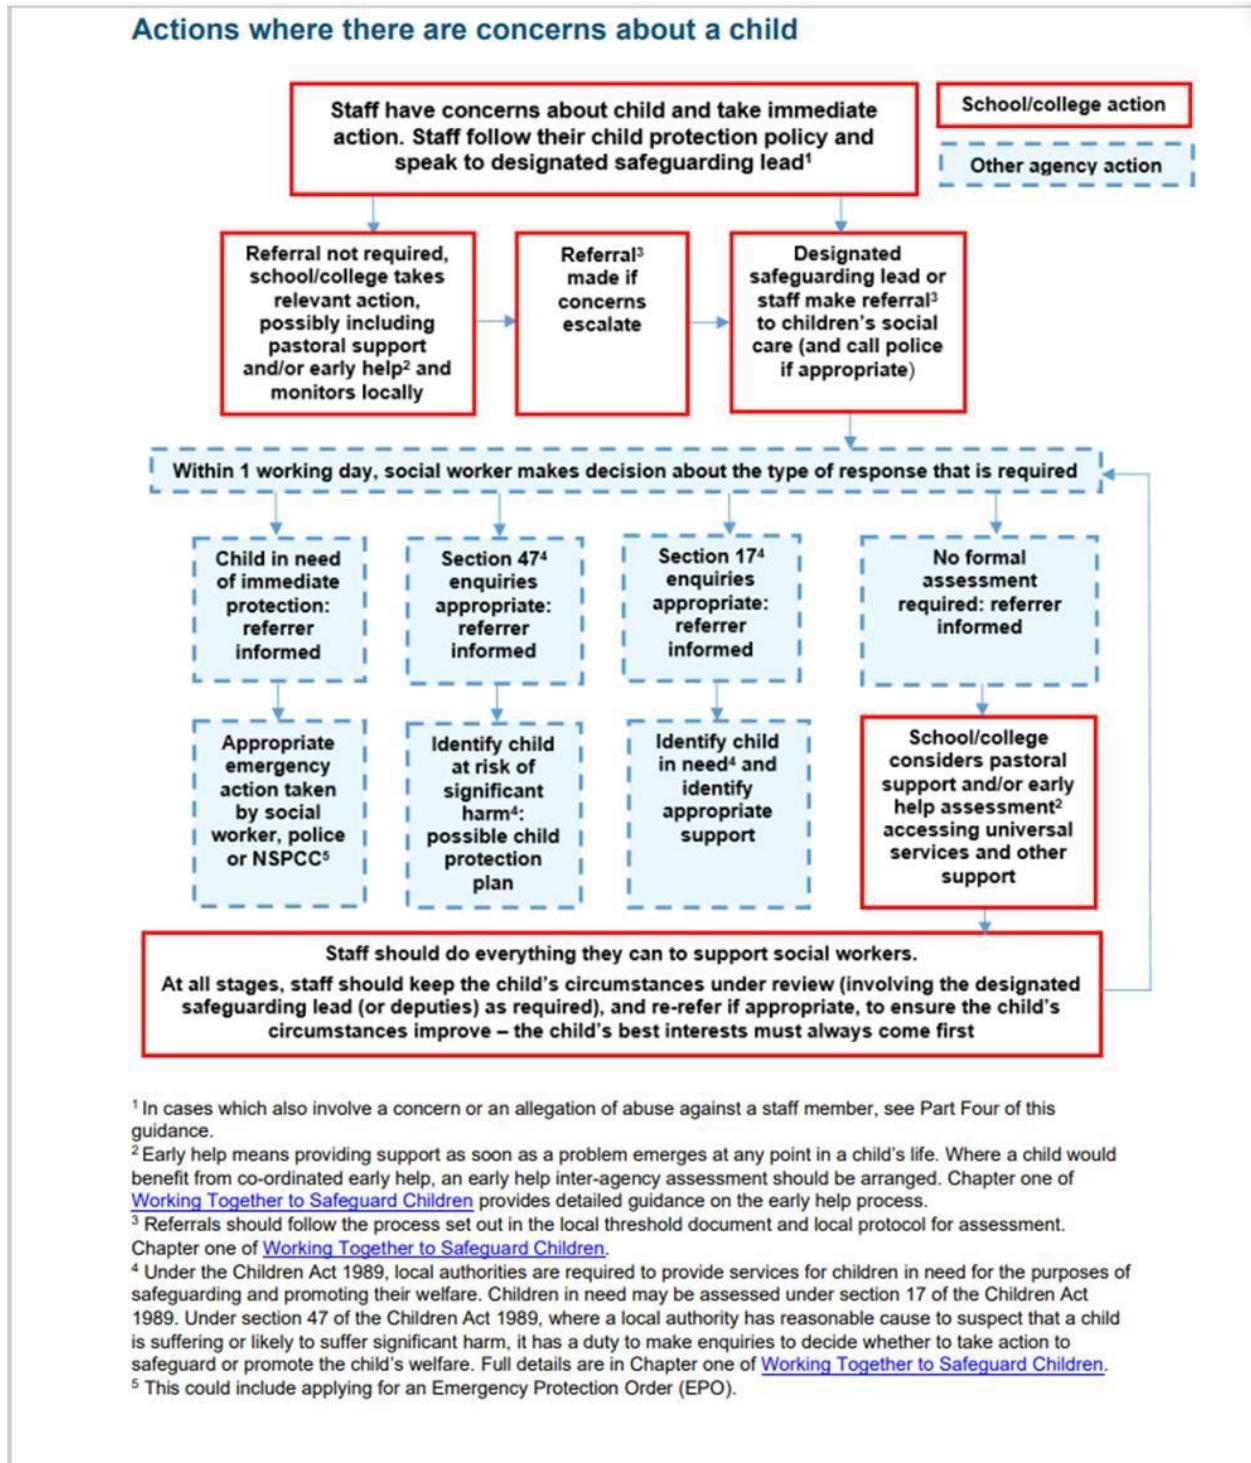 Actions where there are concerns about a child
Staff have concerns about child and take immediate
action. Staff follow their child protection policy and
speak to designated safeguarding lead¹
School/college action
Other agency action
Referral not required,
school/college takes
relevant action,
possibly including
pastoral support
and/or early help² and
monitors locally
Referral³
made if
concerns
escalate
Designated
safeguarding lead or
staff make referral³
to children’s social
care (and call police
if appropriate)
Within 1 working day, social worker makes decision about the type of response that is required
Child in need
of immediate
protection:
referrer
informed
Section 47⁴
enquiries
appropriate:
referrer
informed
Section 17⁴
enquiries
appropriate:
referrer
informed
No formal
assessment
required: referrer
informed
Appropriate
emergency
action taken
by social
worker, police
or NSPCC⁵
Identify child
at risk of
significant
harm⁴:
possible child
protection
plan
Identify child
in need⁴ and
identify
appropriate
support
School/college
considers pastoral
support and/or early
help assessment²
accessing universal
services and other
support
Staff should do everything they can to support social workers.
At all stages, staff should keep the child’s circumstances under review (involving the designated
safeguarding lead (or deputies) as required), and re-refer if appropriate, to ensure the child’s
circumstances improve – the child’s best interests must always come first
¹ In cases which also involve a concern or an allegation of abuse against a staff member, see Part Four of this
guidance.
² Early help means providing support as soon as a problem emerges at any point in a child’s life. Where a child would
benefit from co-ordinated early help, an early help inter-agency assessment should be arranged. Chapter one of
Working Together to Safeguard Children provides detailed guidance on the early help process.
³ Referrals should follow the process set out in the local threshold document and local protocol for assessment.
Chapter one of Working Together to Safeguard Children.
⁴ Under the Children Act 1989, local authorities are required to provide services for children in need for the purposes of
safeguarding and promoting their welfare. Children in need may be assessed under section 17 of the Children Act
1989. Under section 47 of the Children Act 1989, where a local authority has reasonable cause to suspect that a child
is suffering or likely to suffer significant harm, it has a duty to make enquiries to decide whether to take action to
safeguard or promote the child’s welfare. Full details are in Chapter one of Working Together to Safeguard Children.
⁵ This could include applying for an Emergency Protection Order (EPO).